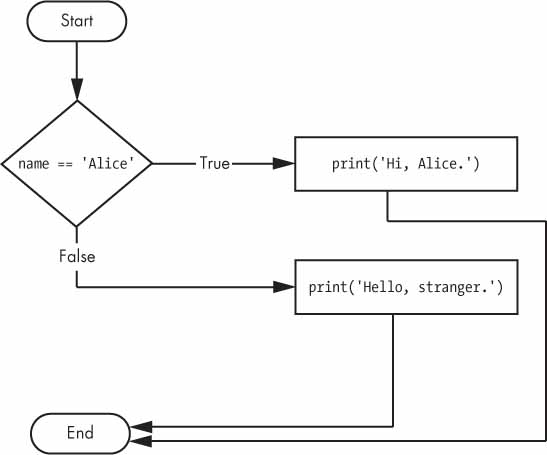 Start
name == 'Alice'
True
print('Hi, Alice.')
False
print('Hello, stranger.')
End